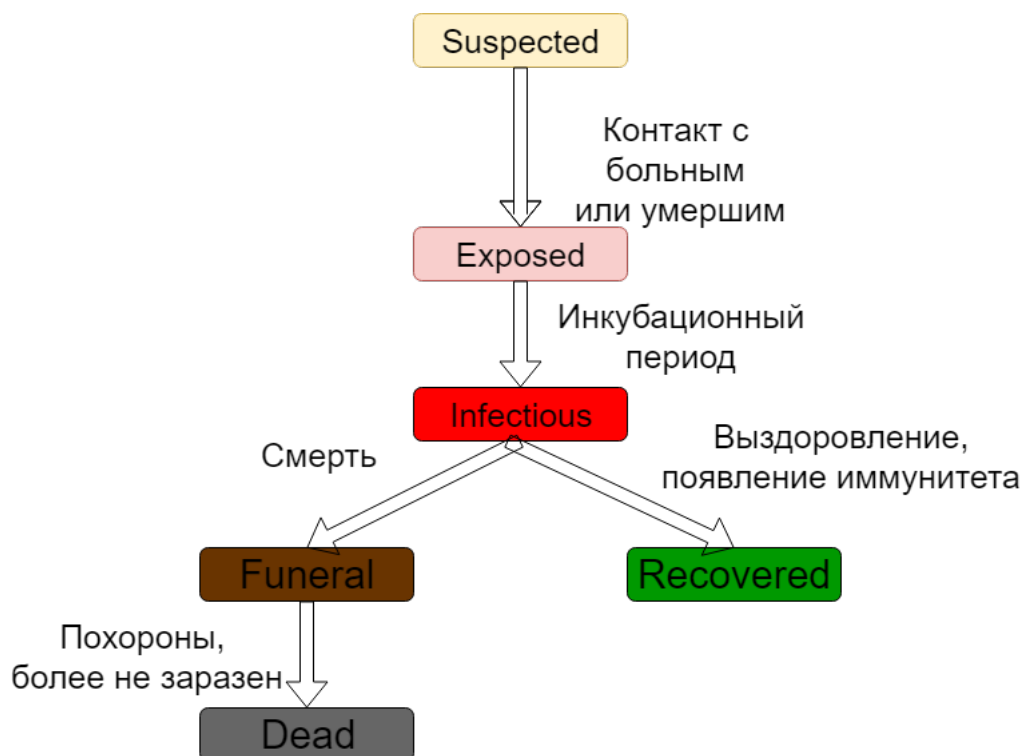 Suspected
Контакт с
больным
или умершим
Exposed
Инкубационный
период
Infectious
Смерть
Выздоровление,
появление иммунитета
Funeral
Recovered
Похороны,
более не заразен
Dead